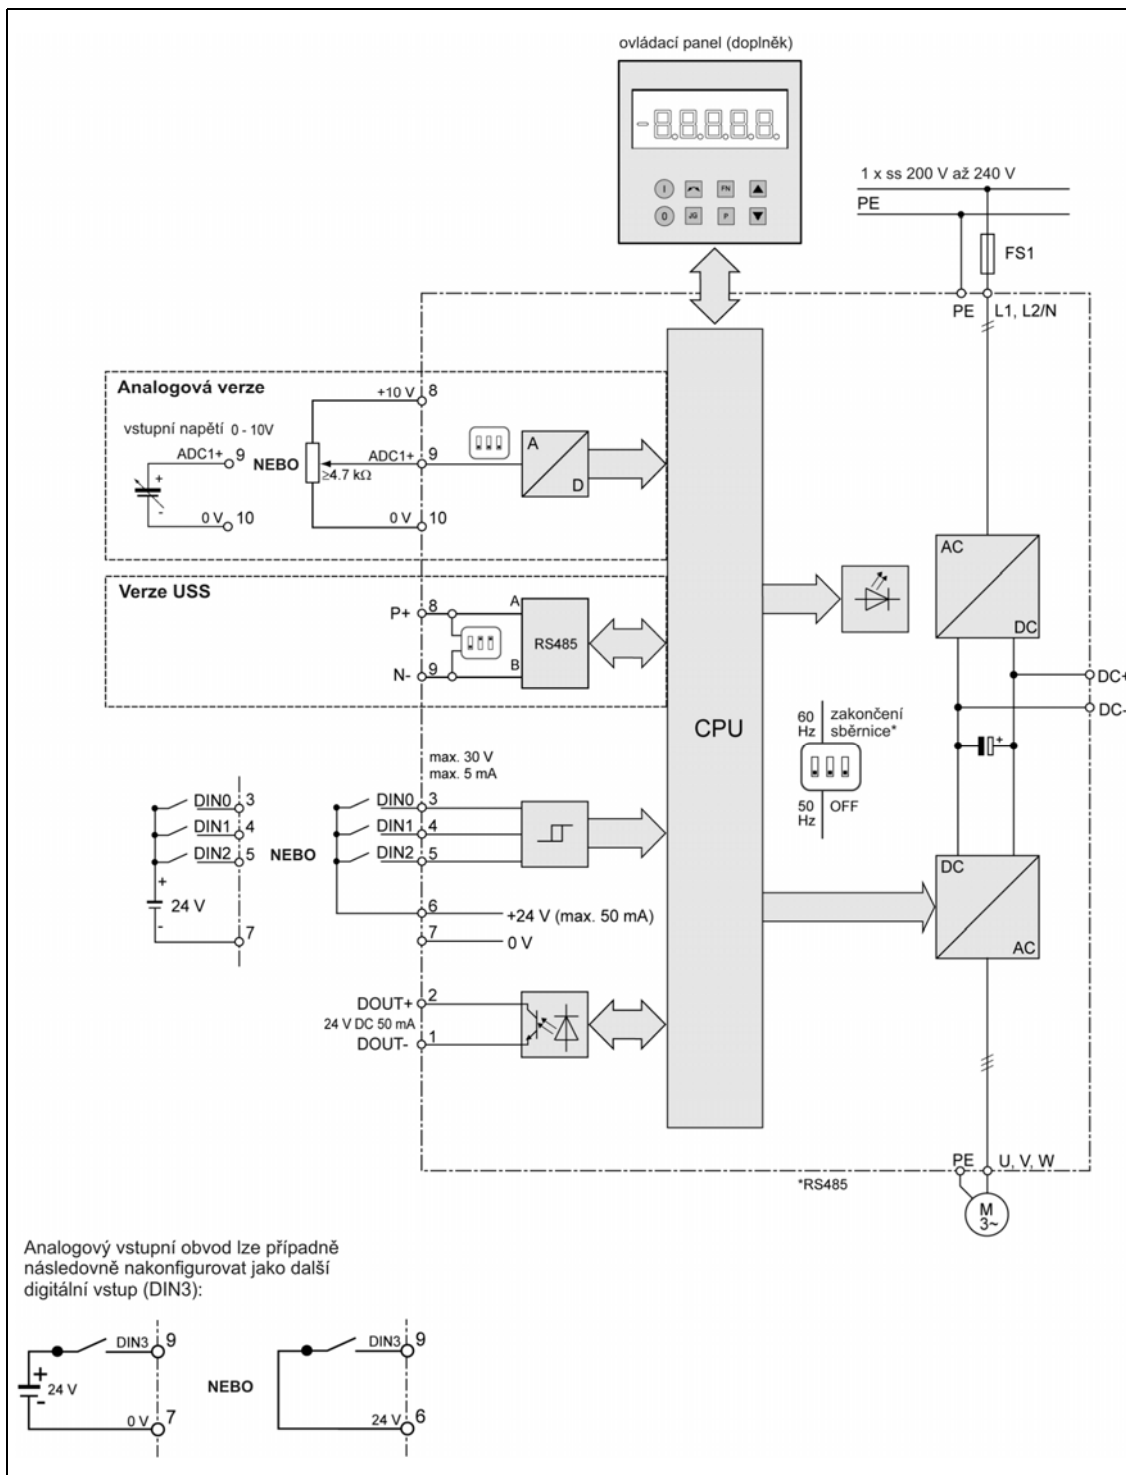 ovládací panel (doplněk)
I
FN
0
JG
P
1 x ss 200 V až 240 V
PE
FS1
PE
L1, L2/N
Analogová verze
vstupní napětí 0 - 10V
ADC1+ 9
+
-
0 V 10
NEBO
+10 V 8
ADC1+ 9
≥4.7 kΩ
0 V 10
A
D
Verze USS
P+ 8 A
N- 9 B
RS485
CPU
AC
DC
DC+
DC-
+
60 Hz
zakončení sběrnice*
50 Hz
OFF
max. 30 V
max. 5 mA
DIN0 3
DIN1 4
DIN2 5
+
24 V
-
7
NEBO
DIN0 3
DIN1 4
DIN2 5
6 +24 V (max. 50 mA)
7 0 V
DC
AC
DOUT+ 2
24 V DC 50 mA
DOUT- 1
PE
U, V, W
*RS485
M
3~
Analogový vstupní obvod lze případně
následovně nakonfigurovat jako další
digitální vstup (DIN3):
DIN3 9
+
24 V
-
0 V 7
NEBO
DIN3 9
24 V 6